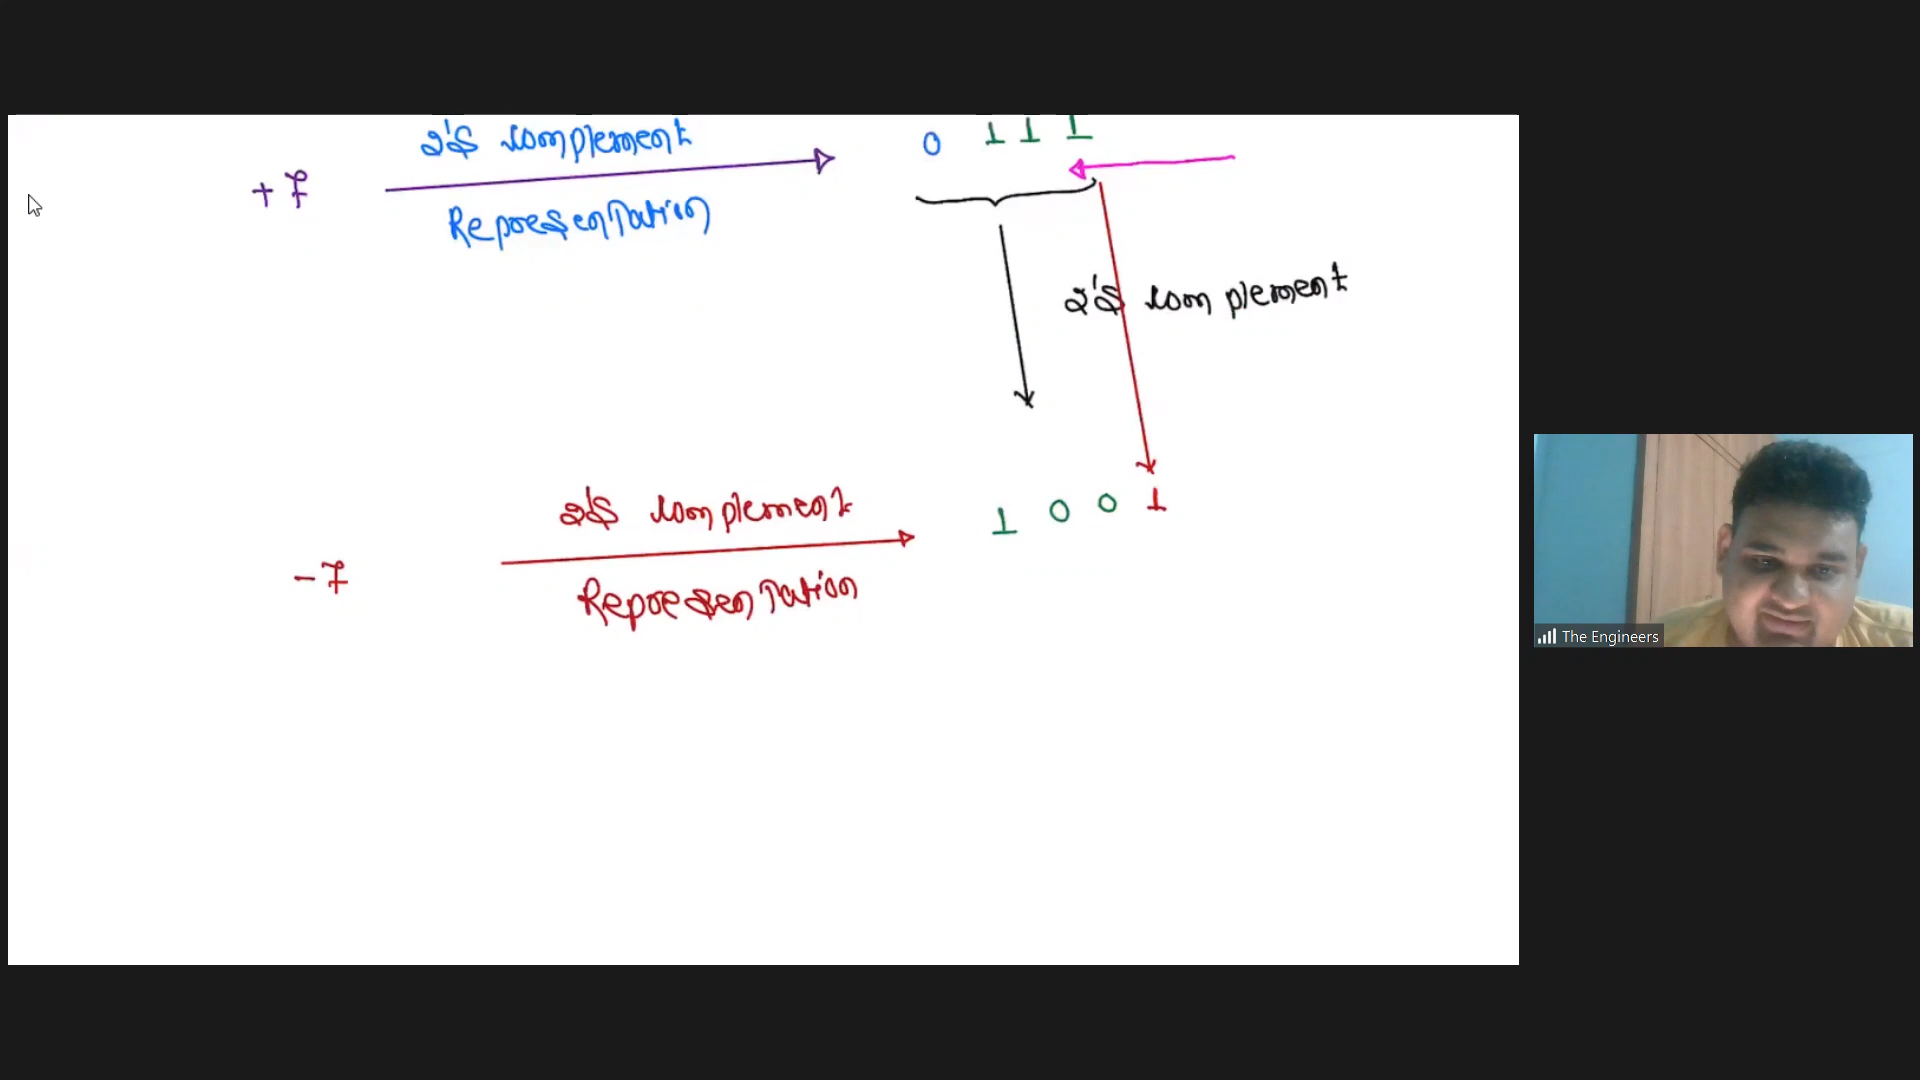 2's complement
0 1 1 1
+7
Representation
2's complement
2's complement
1 0 0 1
-7
Representation
The Engineers